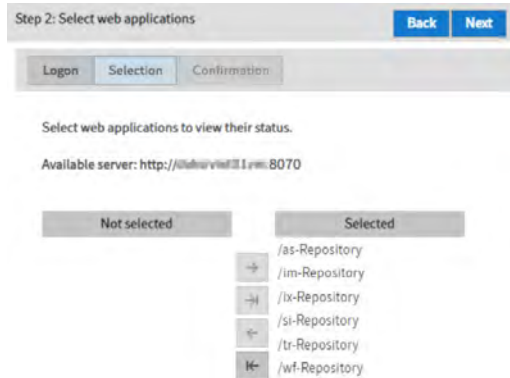 Step 2: Select web applications
Back Next
Logon Selection Confirmation
Select web applications to view their status.
Available server: http:// :8070
Not selected Selected
/as-Repository
/im-Repository
/ix-Repository
/si-Repository
/tr-Repository
/wf-Repository